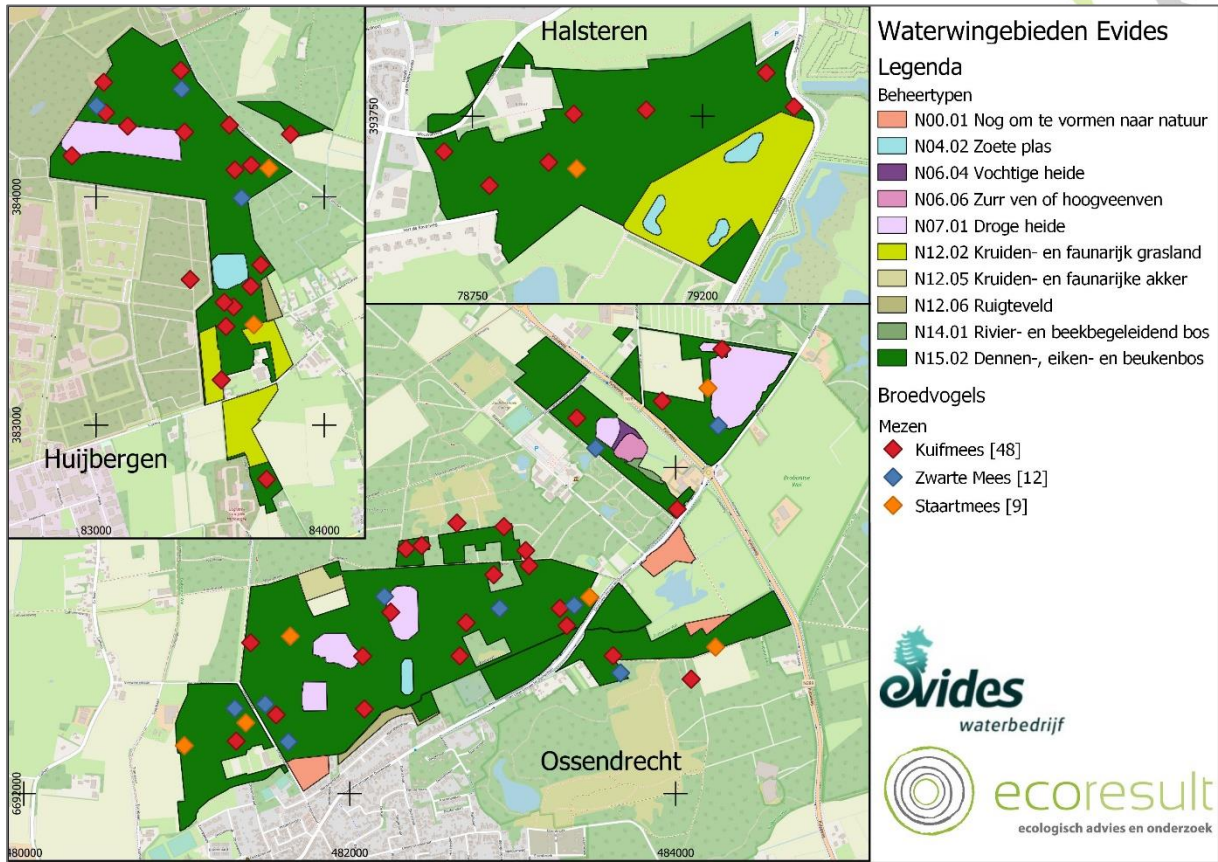 Halsteren
393750
78750
79200
384000
383000
Huijbergen
83000
84000
Ossendrecht
6692000
480000
482000
484000
Waterwingebieden Evides
Legenda
Beheertypen
N00.01 Nog om te vormen naar natuur
N04.02 Zoete plas
N06.04 Vochtige heide
N06.06 Zurr ven of hoogveenven
N07.01 Droge heide
N12.02 Kruiden- en faunarijk grasland
N12.05 Kruiden- en faunarijke akker
N12.06 Ruigteveld
N14.01 Rivier- en beekbegeleidend bos
N15.02 Dennen-, eiken- en beukenbos
Broedvogels
Mezen
Kuifmees [48]
Zwarte Mees [12]
Staartmees [9]
evides
waterbedrijf
ecoresult
ecologisch advies en onderzoek